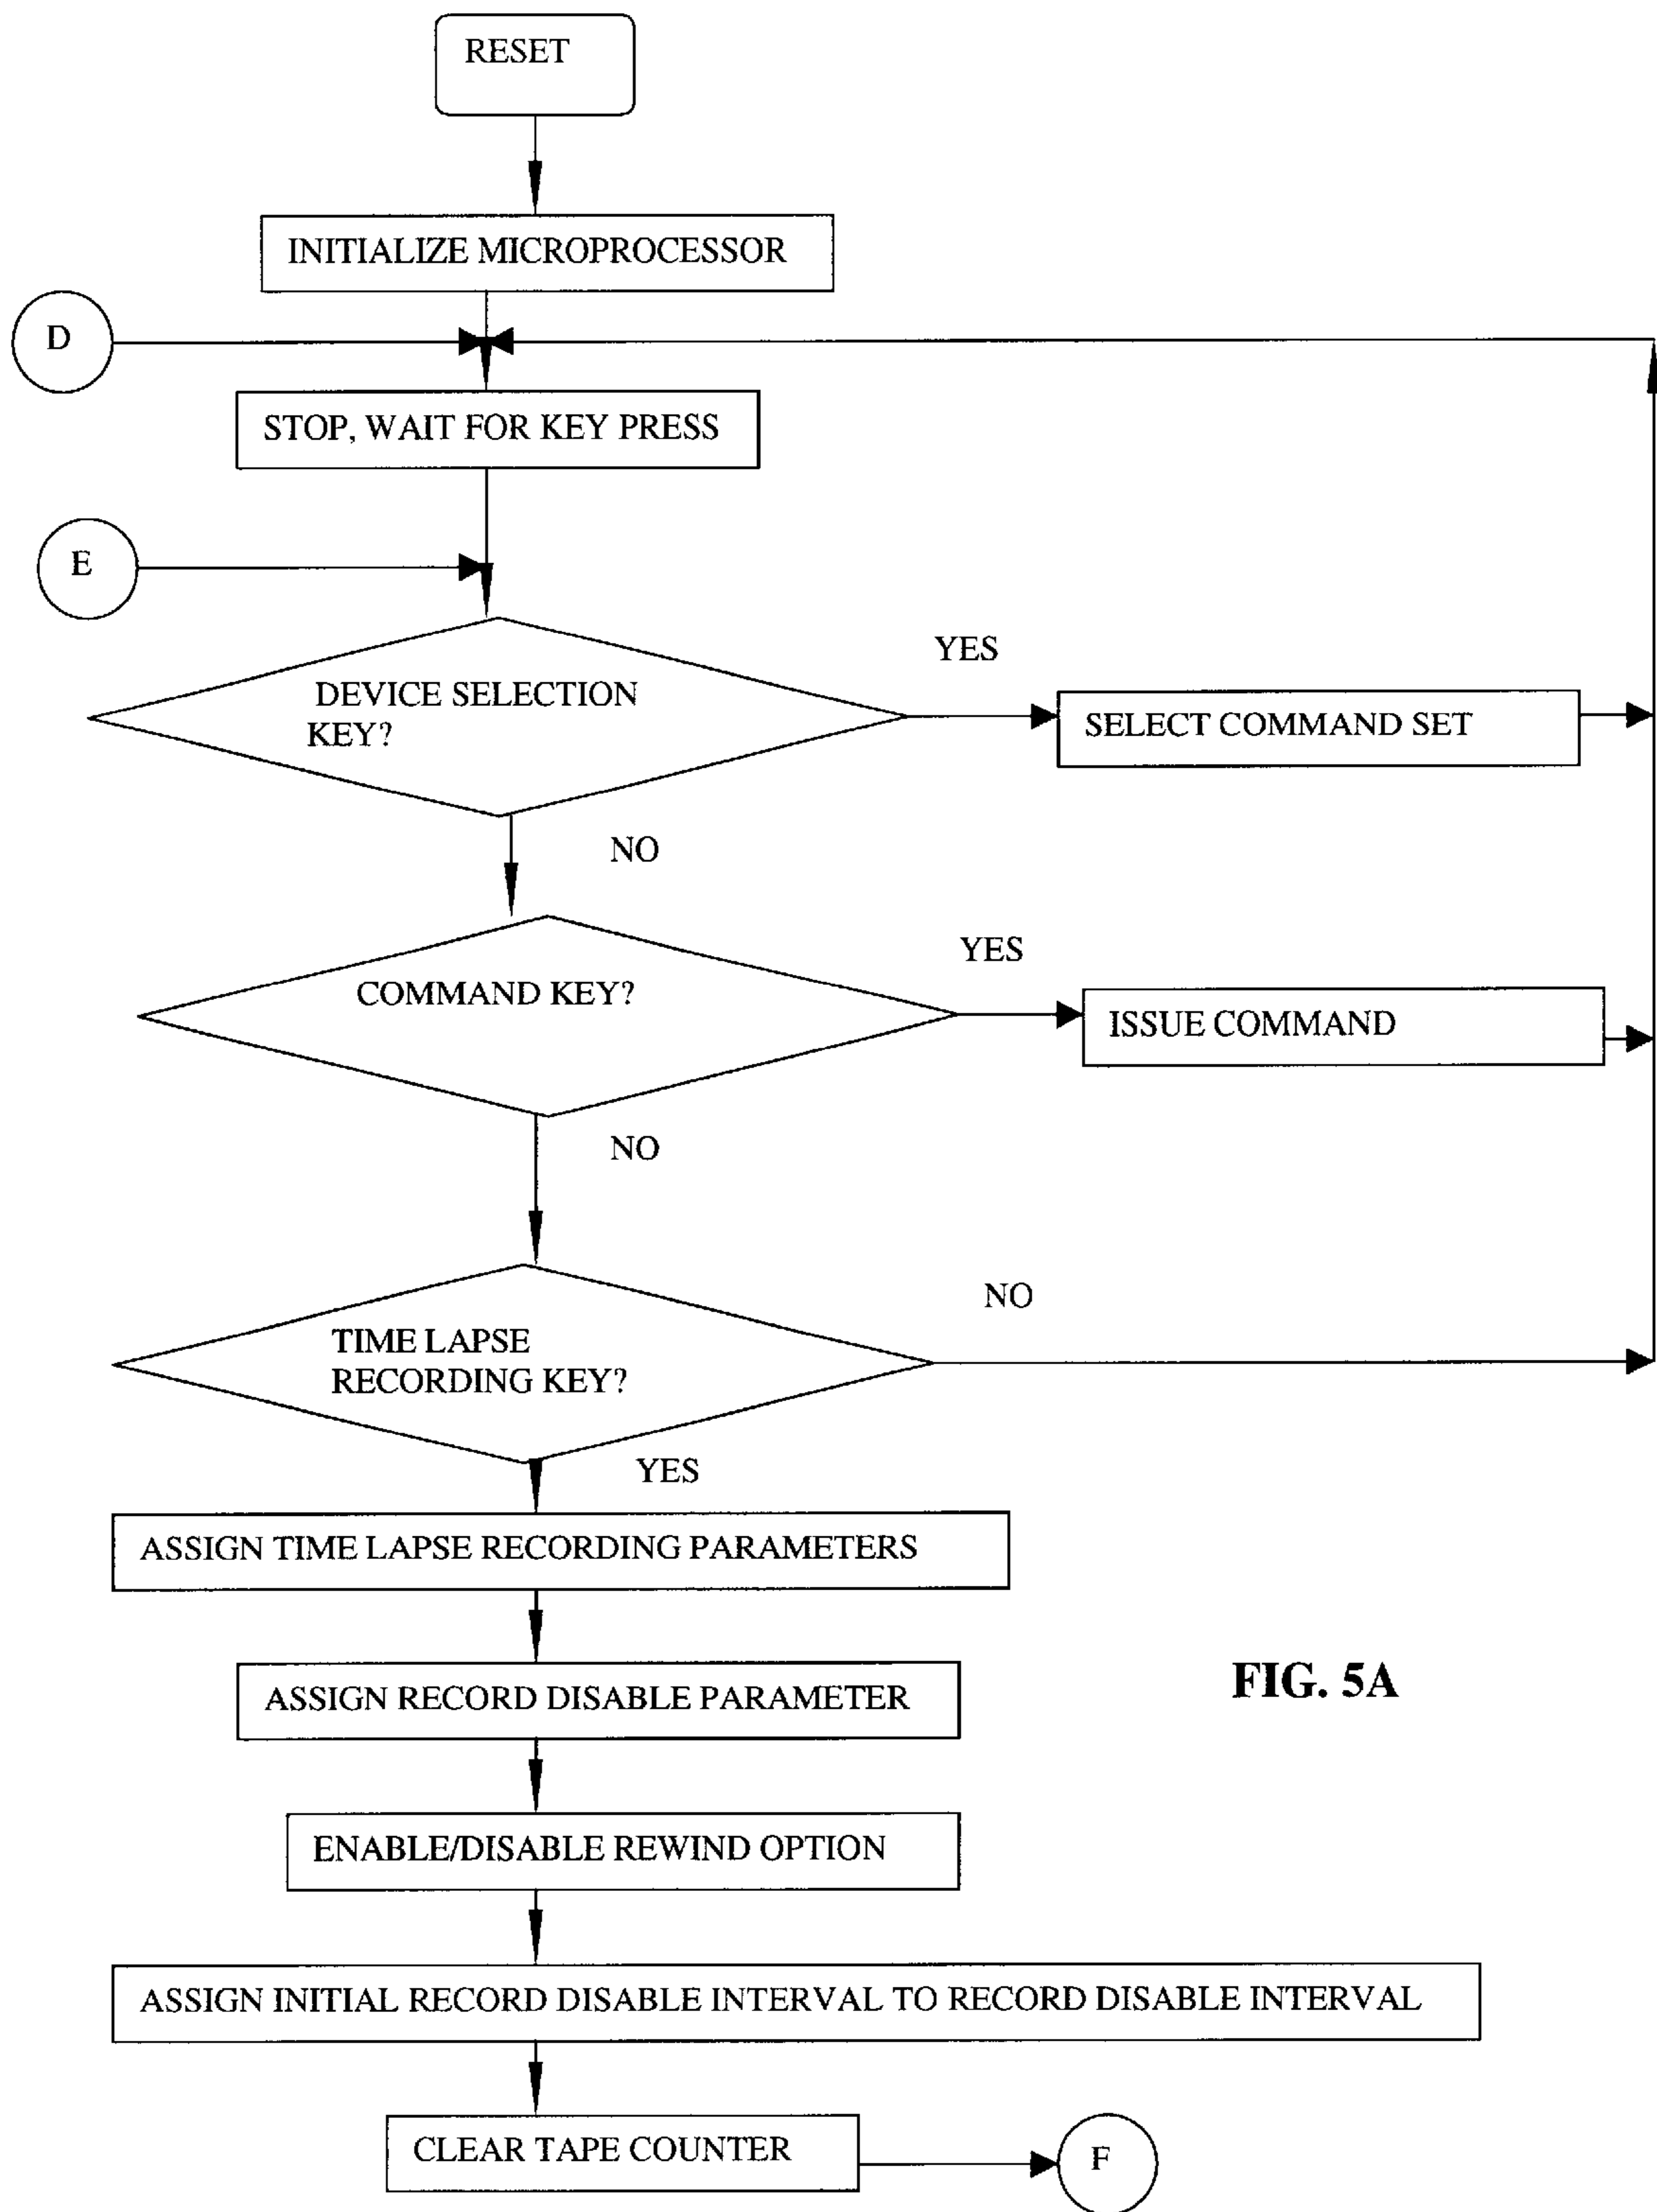 RESET
INITIALIZE MICROPROCESSOR
D
STOP, WAIT FOR KEY PRESS
E
YES
DEVICE SELECTION
KEY?
SELECT COMMAND SET
NO
YES
COMMAND KEY?
ISSUE COMMAND
NO
NO
TIME LAPSE
RECORDING KEY?
YES
ASSIGN TIME LAPSE RECORDING PARAMETERS
FIG. 5A
ASSIGN RECORD DISABLE PARAMETER
ENABLE/DISABLE REWIND OPTION
ASSIGN INITIAL RECORD DISABLE INTERVAL TO RECORD DISABLE INTERVAL
CLEAR TAPE COUNTER
F